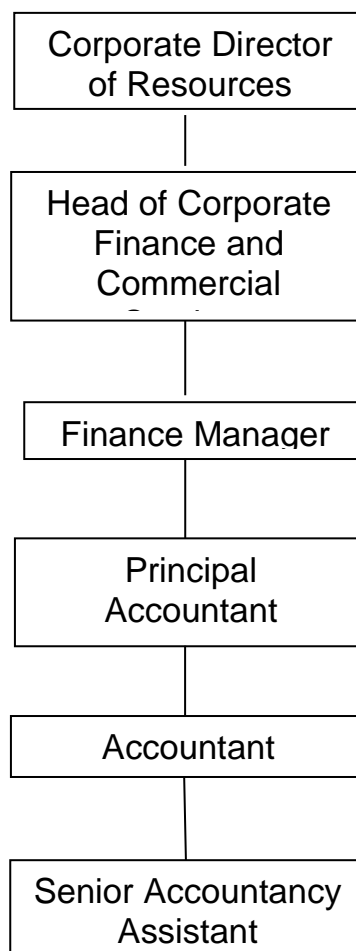 Corporate Director
of Resources
Head of Corporate
Finance and
Commercial
Finance Manager
Principal
Accountant
Accountant
Senior Accountancy
Assistant